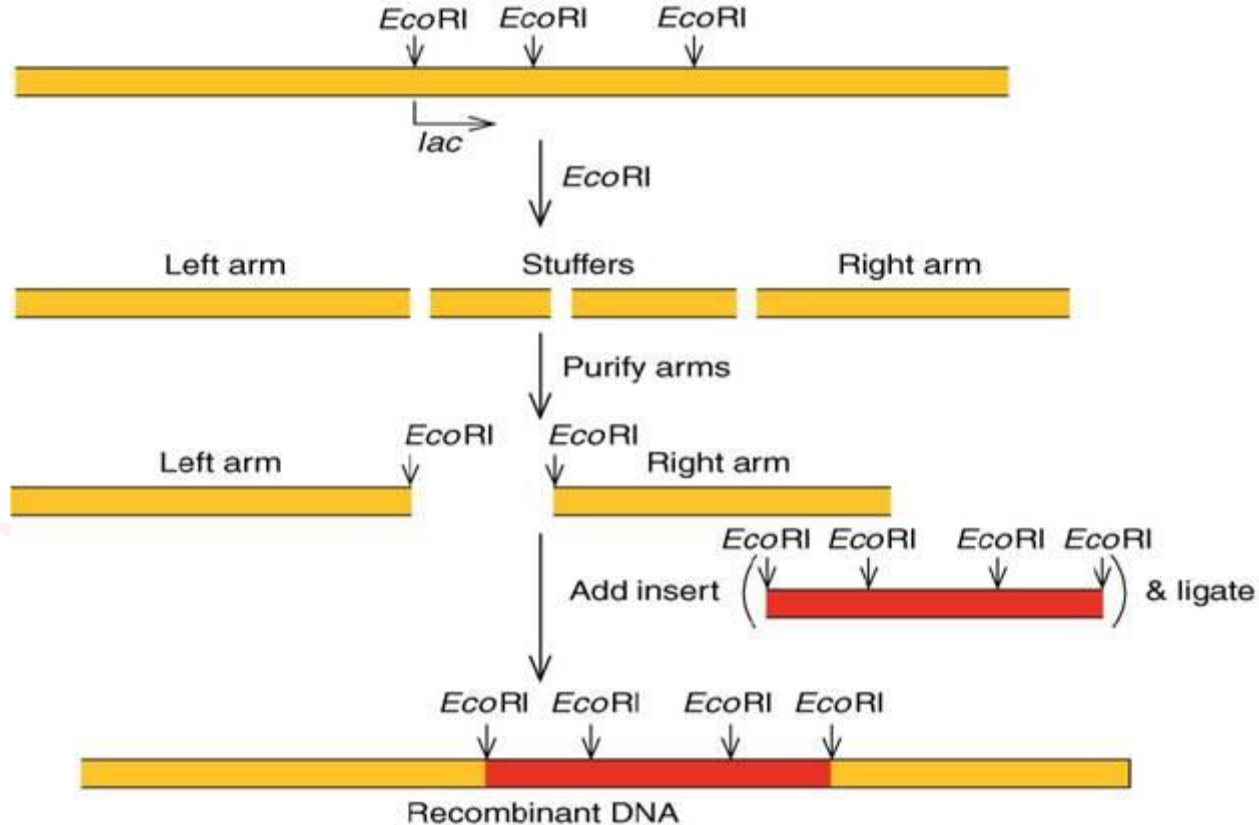 EcoRI EcoRI EcoRI
lac
EcoRI
Left arm Stuffers Right arm
Purify arms
EcoRI EcoRI
Left arm Right arm
EcoRI EcoRI EcoRI EcoRI
Add insert ( ) & ligate
EcoRI EcoRI EcoRI EcoRI
Recombinant DNA